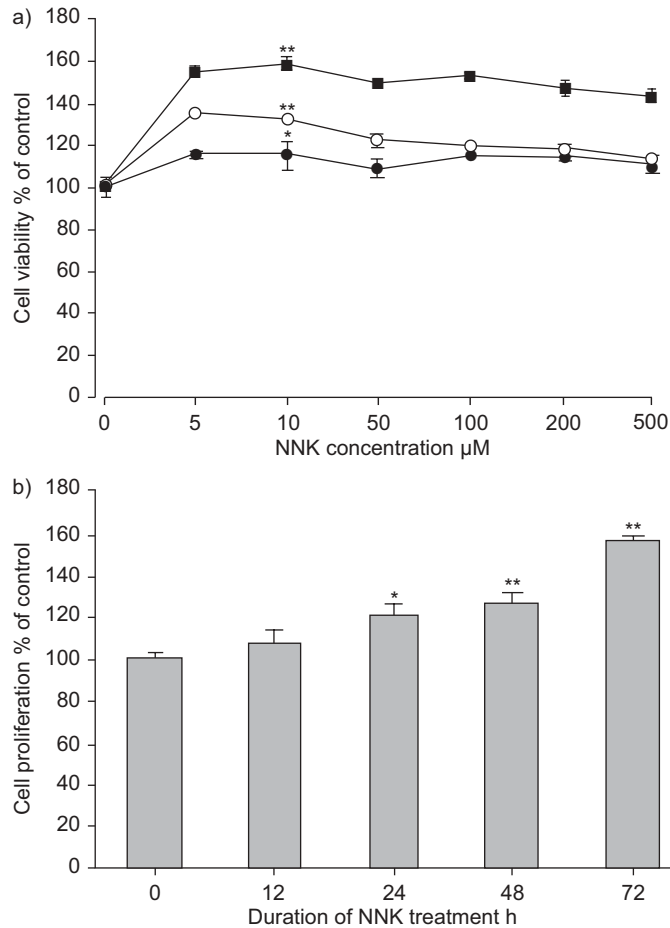 a)
180
160
140
120
100
80
60
40
20
0
Cell viability % of control
**
**
*
0 5 10 50 100 200 500
NNK concentration µM
b)
180
160
140
120
100
80
60
40
20
0
Cell proliferation % of control
* ** **
0 12 24 48 72
Duration of NNK treatment h